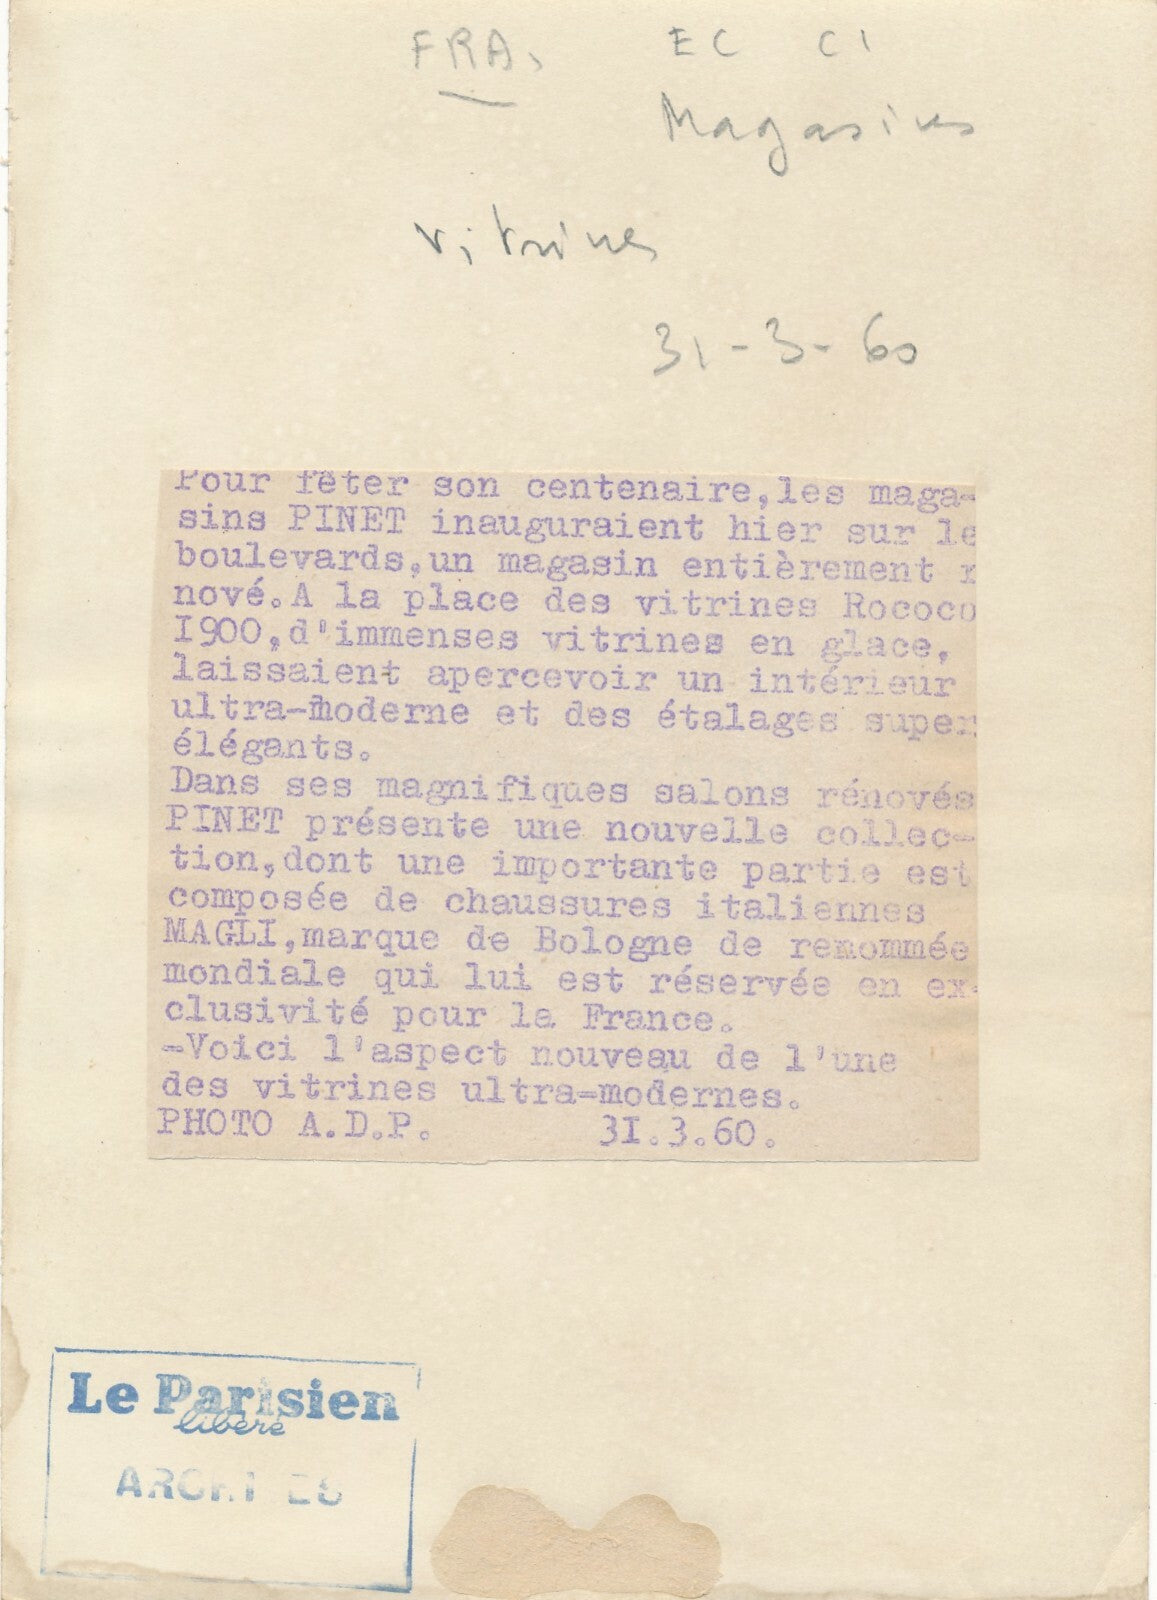 FRA. EC CI
Magasins
vitrines
31-3-60
Pour fêter son centenaire,les maga-
sins PINET inauguraient hier sur le
boulevards,un magasin entièrement r
nové.A la place des vitrines Rococo
I900,d'immenses vitrines en glace,
laissaient apercevoir un intérieur
ultra-moderne et des étalages super
élégants.
Dans ses magnifiques salons rénovés
PINET présente une nouvelle collec-
tion,dont une importante partie est
composée de chaussures italiennes
MAGLI,marque de Bologne de renommée
mondiale qui lui est réservée en ex-
clusivité pour la France.
-Voici l'aspect nouveau de l'une
des vitrines ultra-modernes.
PHOTO A.D.P. 3I.3.60.
Le Parisien
libéré
ARCHIVES